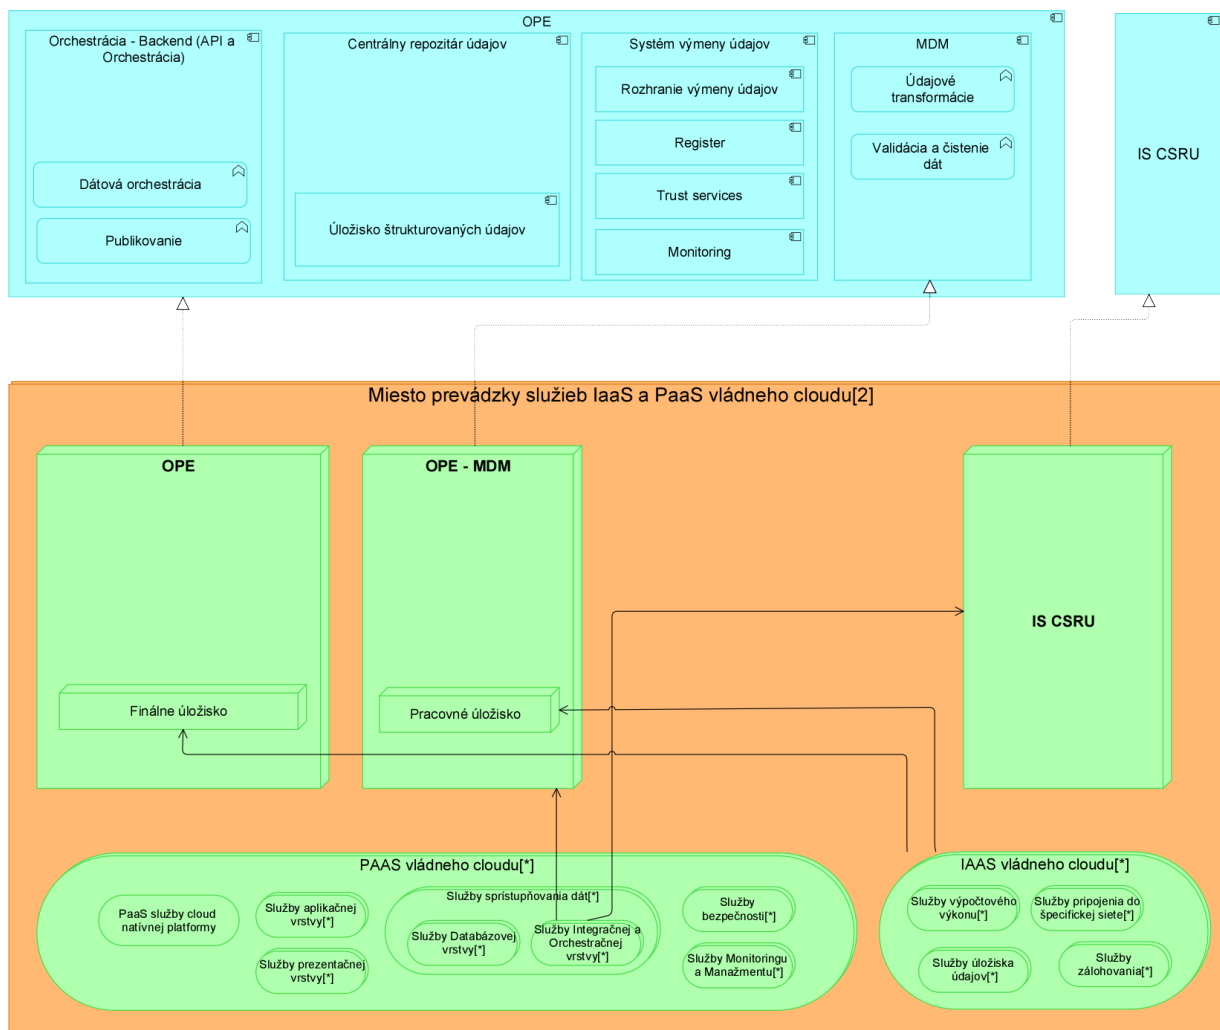 OPE
Orchestrácia - Backend (API a
Orchestrácia)
Dátová orchestrácia
Publikovanie
Centrálny repozitár údajov
Úložisko štrukturovaných údajov
Systém výmeny údajov
Rozhranie výmeny údajov
Register
Trust services
Monitoring
MDM
Údajové
transformácie
Validácia a čistenie
dát
IS CSRU
Miesto prevádzky služieb IaaS a PaaS vládneho cloudu[2]
OPE
Finálne úložisko
OPE - MDM
Pracovné úložisko
IS CSRU
PAAS vládneho cloudu[*]
PaaS služby cloud
natívnej platformy
Služby aplikačnej
vrstvy[*]
Služby prezentačnej
vrstvy[*]
Služby sprístupňovania dát[*]
Služby Databázovej
vrstvy[*]
Služby Integračnej a
Orchestračnej
vrstvy[*]
Služby
bezpečnosti[*]
Služby Monitoringu
a Manažmentu[*]
IAAS vládneho cloudu[*]
Služby výpočtového
výkonu[*]
Služby pripojenia do
špecifickej siete[*]
Služby úložiska
údajov[*]
Služby
zálohovania[*]